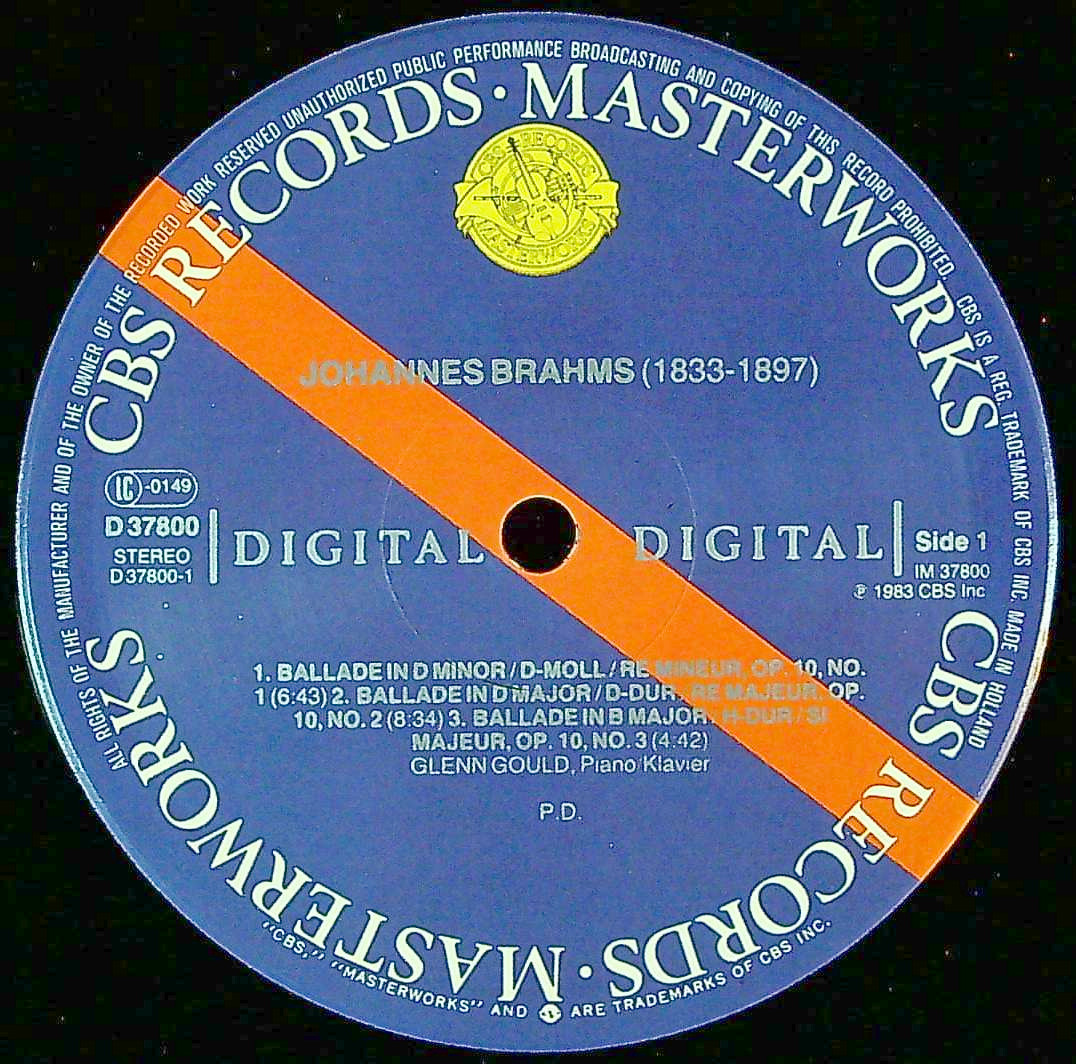 ALL RIGHTS OF THE MANUFACTURER AND OF THE OWNER OF THE RECORDED WORK RESERVED UNAUTHORIZED PUBLIC PERFORMANCE BROADCASTING AND COPYING OF THIS RECORD PROHIBITED. CBS IS A REG. TRADEMARK OF CBS INC. MADE IN HOLLAND
CBS RECORDS · MASTERWORKS
CBS RECORDS
MASTERWORKS
JOHANNES BRAHMS (1833-1897)
LC -0149
D 37800
STEREO
D 37800-1
DIGITAL
DIGITAL
Side 1
IM 37800
℗ 1983 CBS Inc
1. BALLADE IN D MINOR / D-MOLL / RE MINEUR, OP. 10, NO.
1 (6:43) 2. BALLADE IN D MAJOR / D-DUR / RE MAJEUR, OP.
10, NO. 2 (8:34) 3. BALLADE IN B MAJOR / H-DUR / SI
MAJEUR, OP. 10, NO. 3 (4:42)
GLENN GOULD, Piano/Klavier
P.D.
CBS RECORDS · MASTERWORKS
"CBS," "MASTERWORKS" AND ARE TRADEMARKS OF CBS INC.